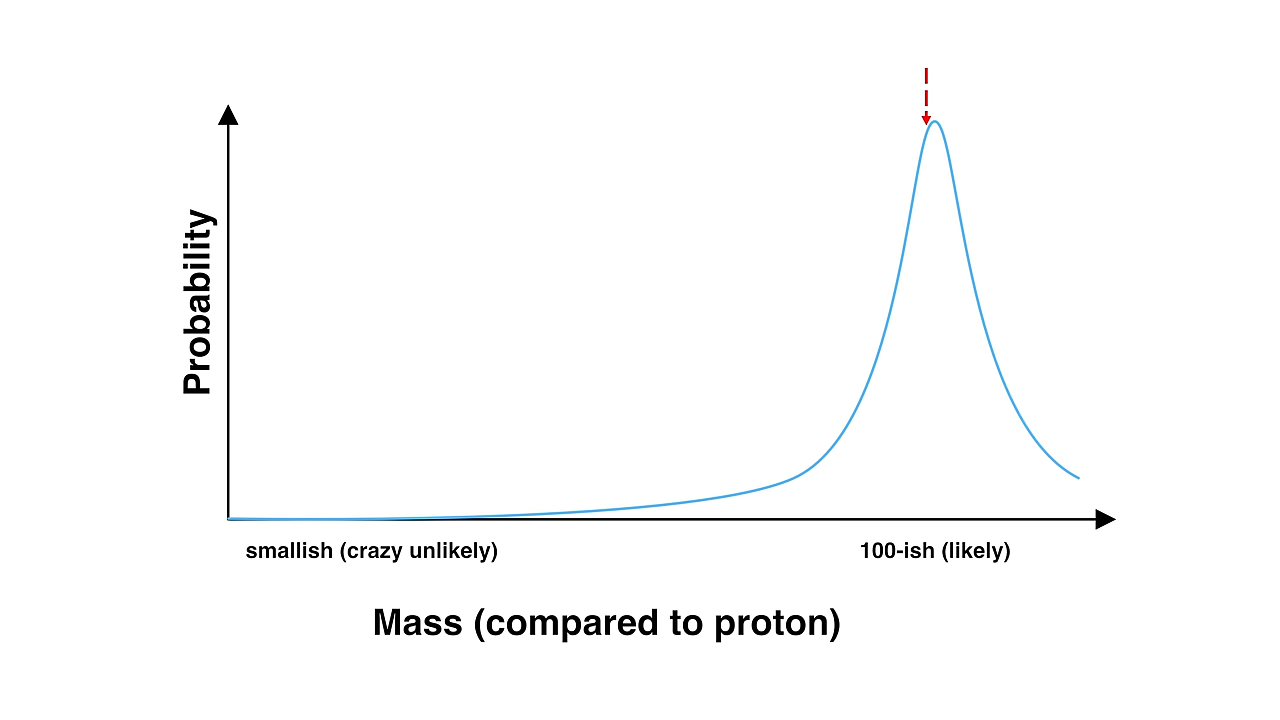 Probability
smallish (crazy unlikely)
100-ish (likely)
Mass (compared to proton)